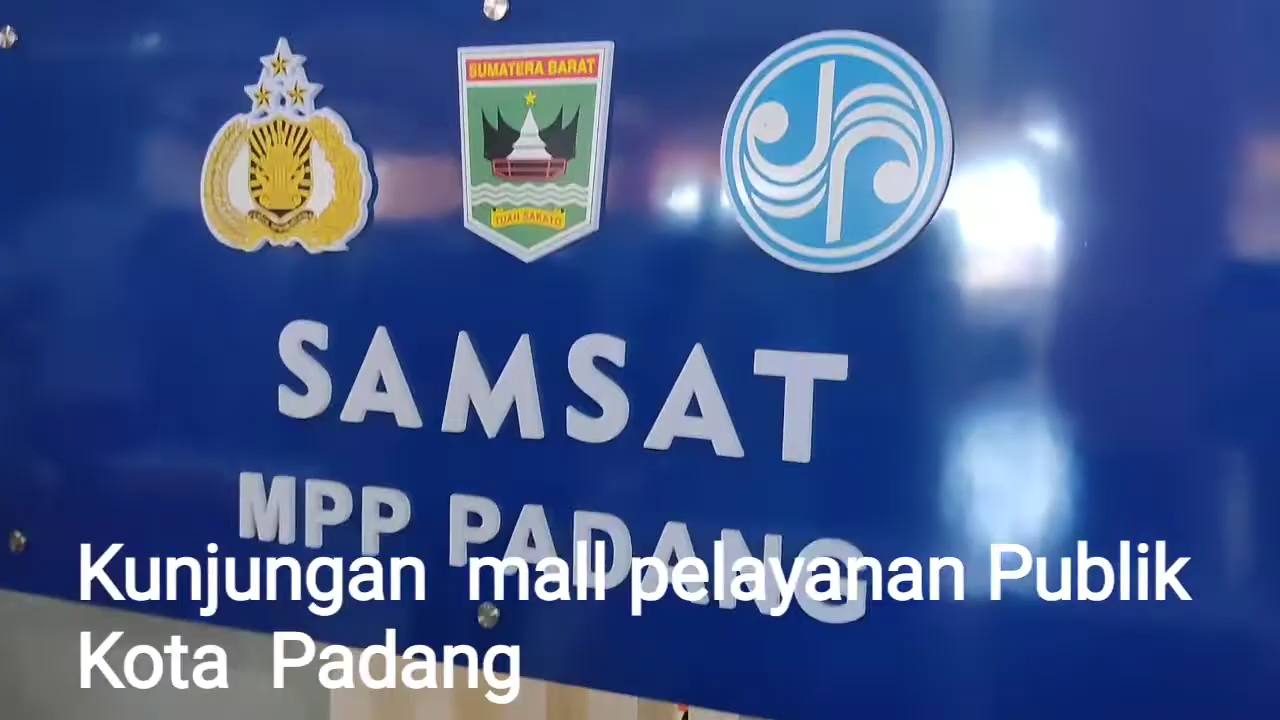 SUMATERA BARAT
TUAH SAKATO
SAMSAT
MPP PADANG
Kunjungan mall pelayanan Publik
Kota Padang